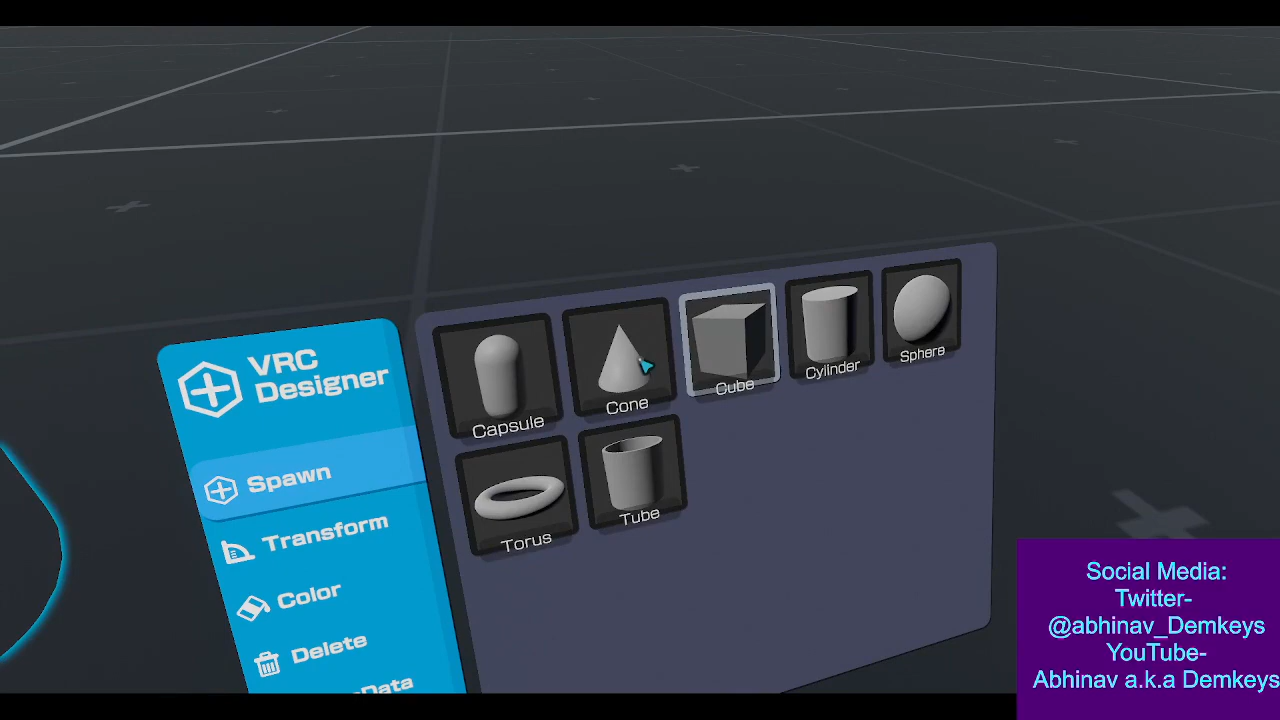 VRC
Designer
Spawn
Transform
Color
Delete
Data
Capsule
Cone
Cube
Cylinder
Sphere
Torus
Tube
Social Media:
Twitter-
@abhinav_Demkeys
YouTube-
Abhinav a.k.a Demkeys